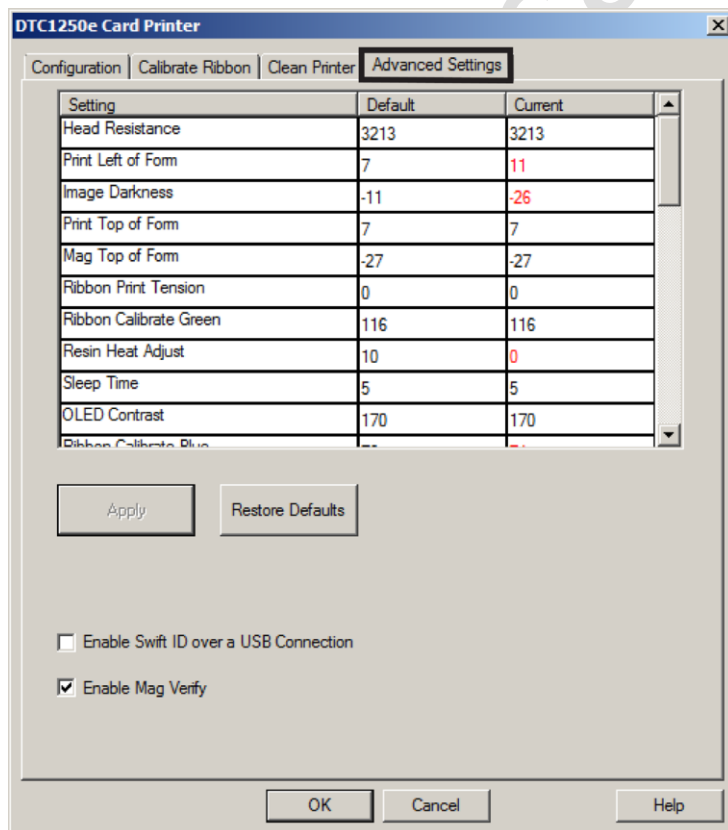 DTC1250e Card Printer
Configuration Calibrate Ribbon Clean Printer Advanced Settings
Setting Default Current
Head Resistance 3213 3213
Print Left of Form 7 11
Image Darkness -11 -26
Print Top of Form 7 7
Mag Top of Form -27 -27
Ribbon Print Tension 0 0
Ribbon Calibrate Green 116 116
Resin Heat Adjust 10 0
Sleep Time 5 5
OLED Contrast 170 170
Ribbon Calibrate Blue
Apply Restore Defaults
Enable Swift ID over a USB Connection
Enable Mag Verify
OK Cancel Help